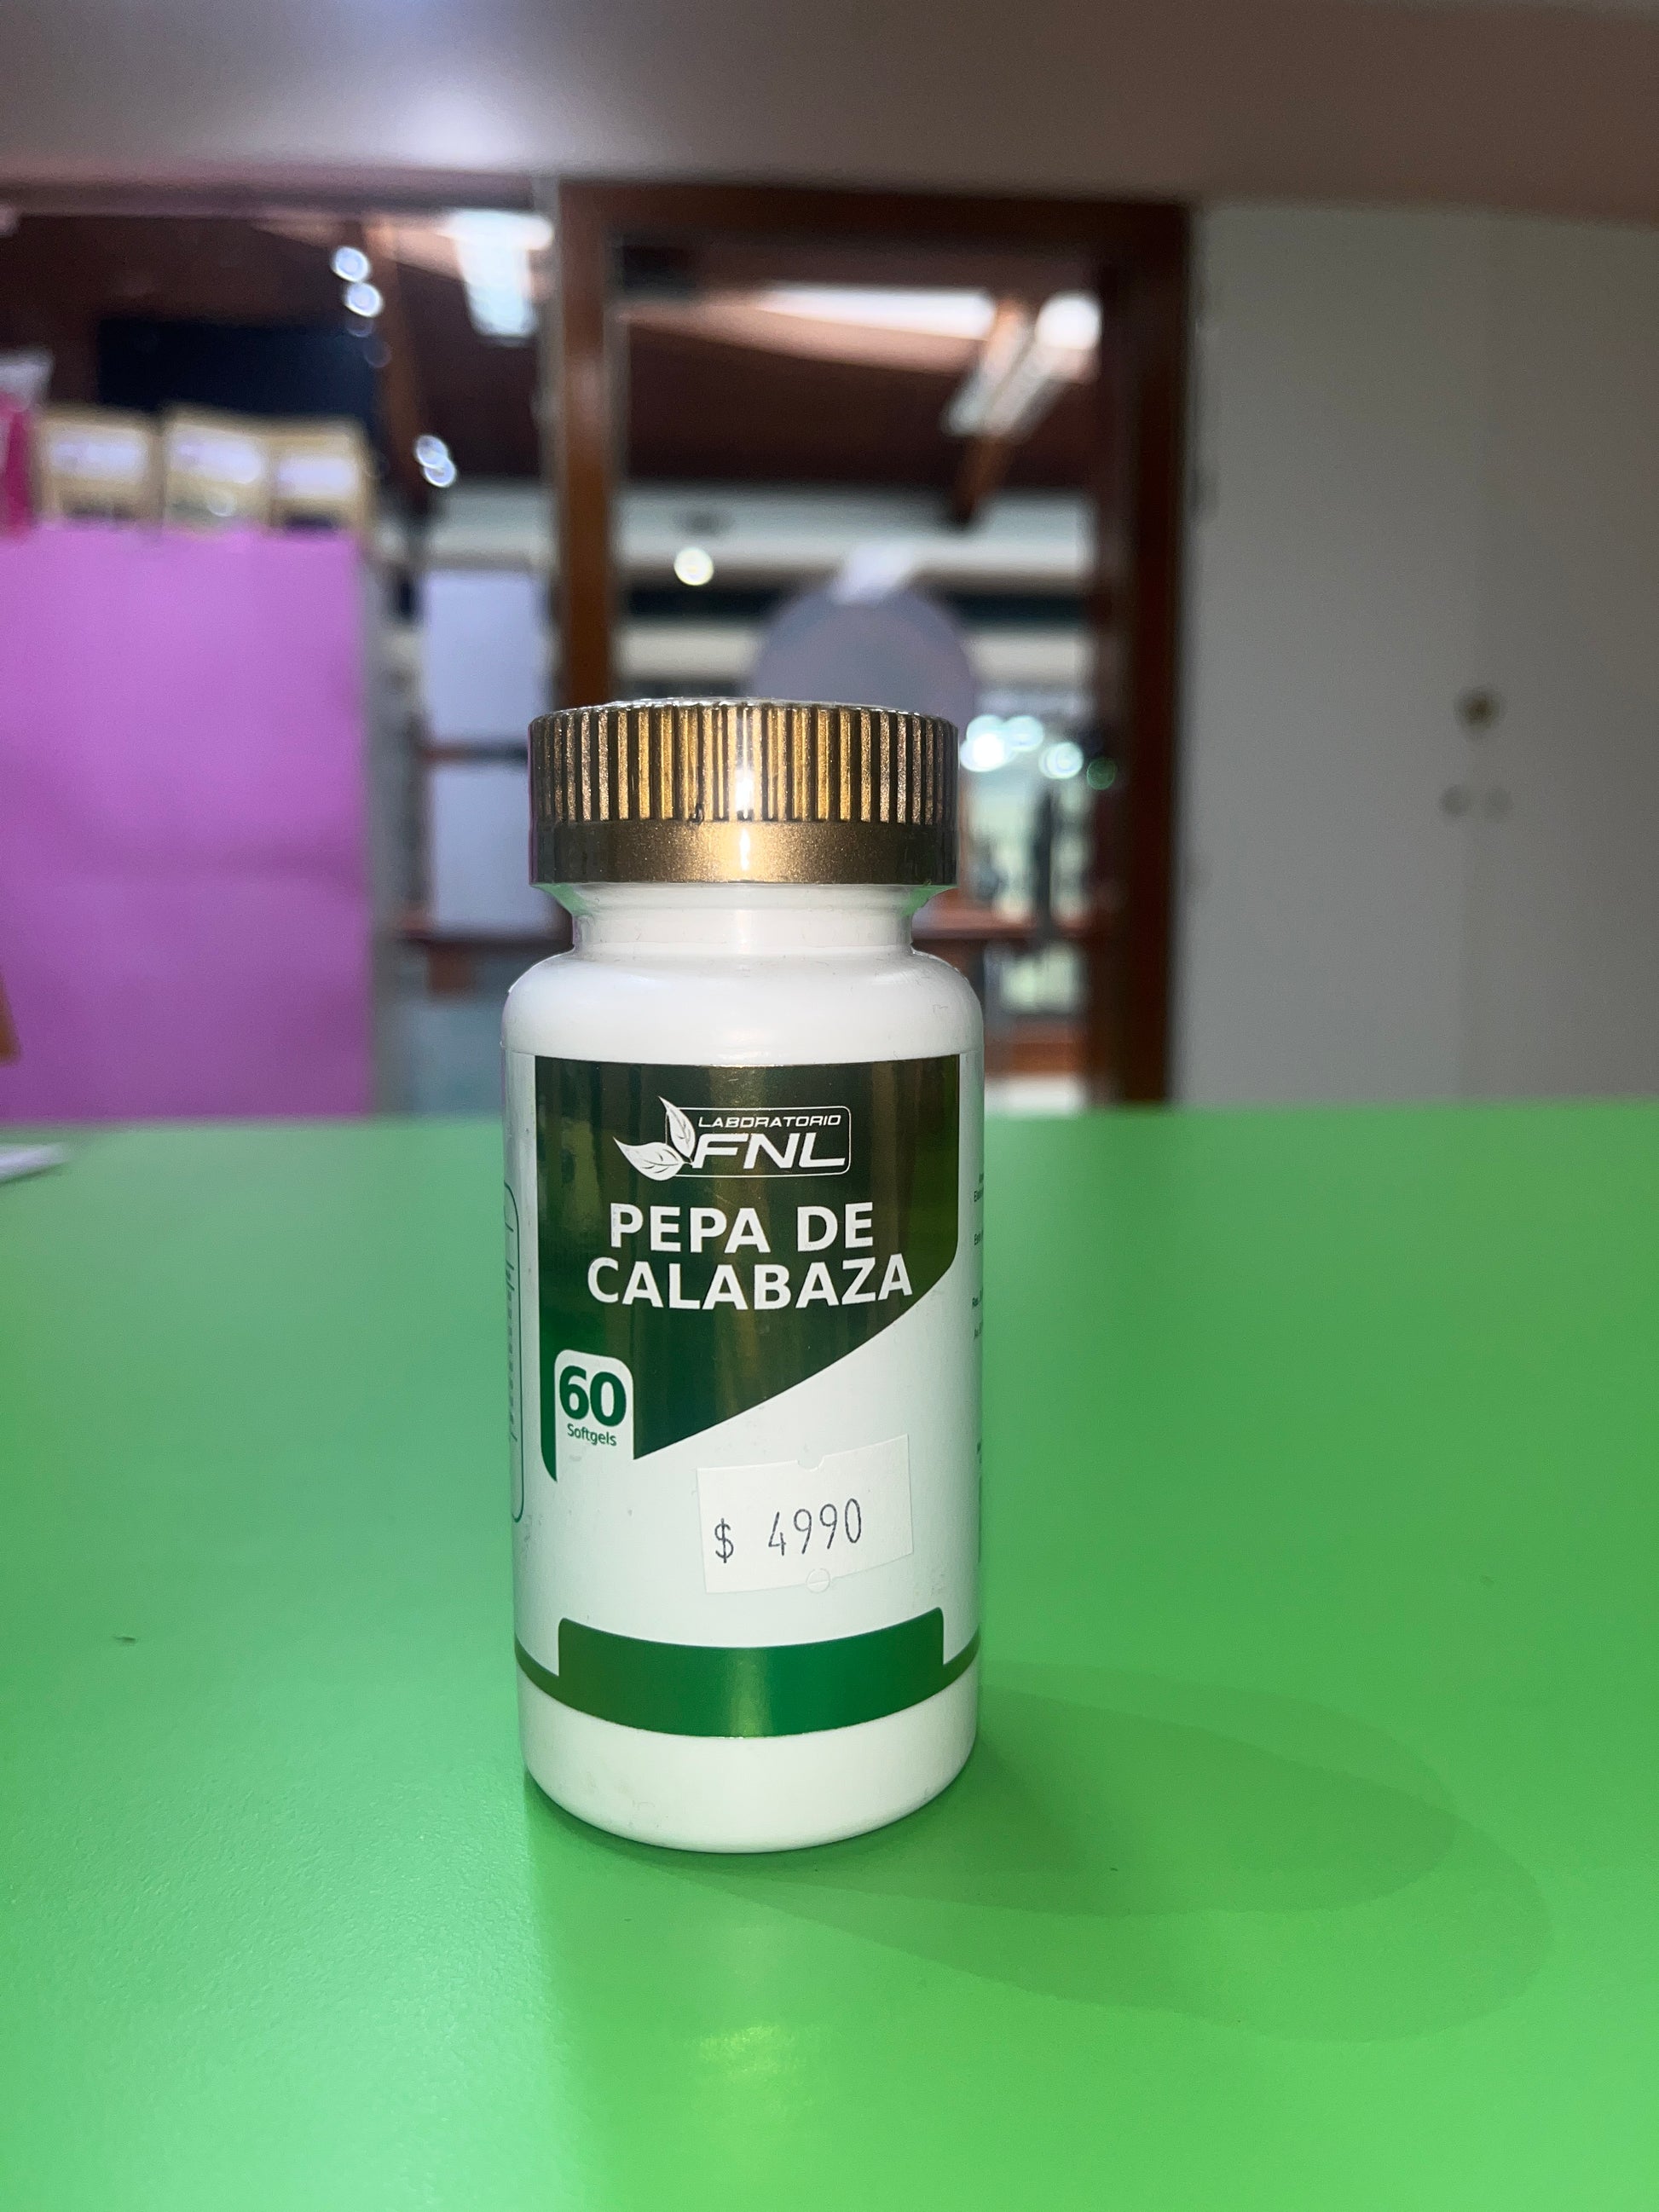 LABORATORIO
FNL
PEPA DE
CALABAZA
60
Softgels
$ 4990